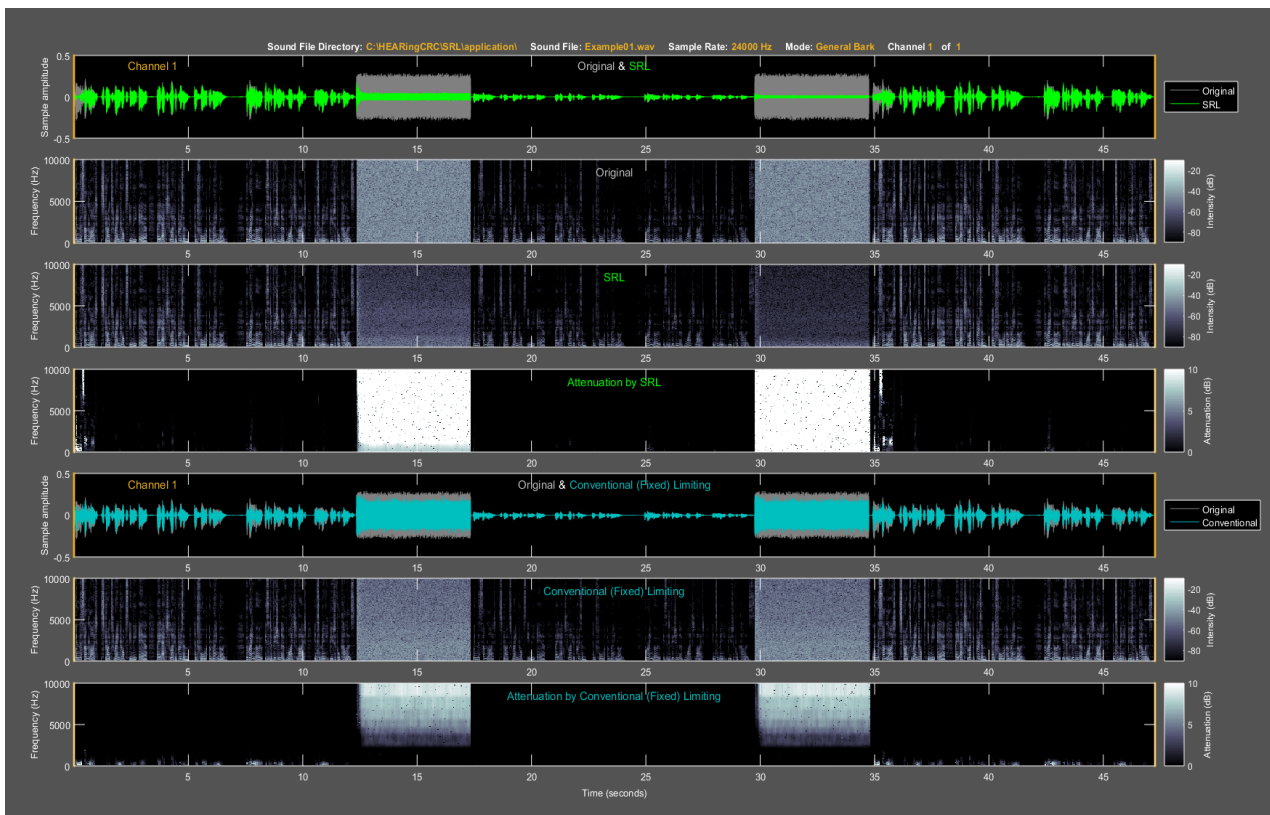 Sound File Directory: C:\HEARingCRC\SRL\application\ Sound File: Example01.wav Sample Rate: 24000 Hz Mode: General Bark Channel 1 of 1
Sample amplitude
0.5
0
-0.5
Channel 1
Original & SRL
Original
SRL
5 10 15 20 25 30 35 40 45
Frequency (Hz)
10000
5000
0
Original
-20
-40
-60
-80
Intensity (dB)
5 10 15 20 25 30 35 40 45
Frequency (Hz)
10000
5000
0
SRL
-20
-40
-60
-80
Intensity (dB)
5 10 15 20 25 30 35 40 45
Frequency (Hz)
10000
5000
0
Attenuation by SRL
10
5
0
Attenuation (dB)
5 10 15 20 25 30 35 40 45
Sample amplitude
0.5
0
-0.5
Channel 1
Original & Conventional (Fixed) Limiting
Original
Conventional
5 10 15 20 25 30 35 40 45
Frequency (Hz)
10000
5000
0
Conventional (Fixed) Limiting
-20
-40
-60
-80
Intensity (dB)
5 10 15 20 25 30 35 40 45
Frequency (Hz)
10000
5000
0
Attenuation by Conventional (Fixed) Limiting
10
5
0
Attenuation (dB)
5 10 15 20 25 30 35 40 45
Time (seconds)